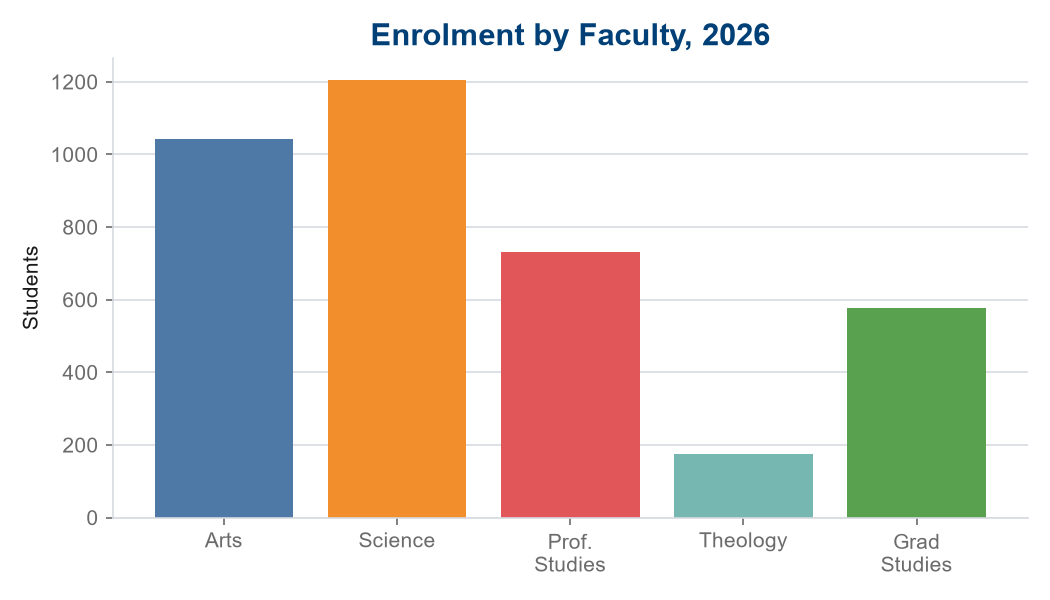 Enrolment by Faculty, 2026
Students
1200
1000
800
600
400
200
0
Arts
Science
Prof.
Studies
Theology
Grad
Studies